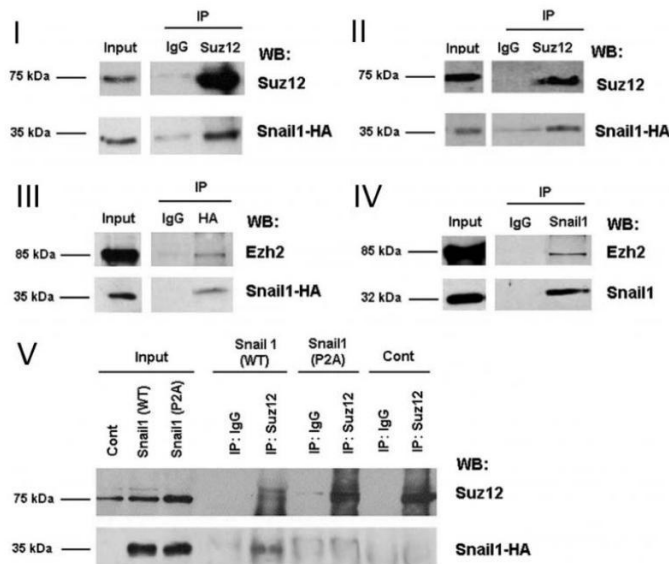 I
IP
Input IgG Suz12 WB:
75 kDa Suz12
35 kDa Snail1-HA
II
IP
Input IgG Suz12 WB:
75 kDa Suz12
35 kDa Snail1-HA
III
IP
Input IgG HA WB:
85 kDa Ezh2
35 kDa Snail1-HA
IV
IP
Input IgG Snail1 WB:
85 kDa Ezh2
32 kDa Snail1
V
Input
Snail 1
(WT)
Snail1
(P2A)
Cont
Cont
Snail1 (WT)
Snail1 (P2A)
IP: IgG
IP: Suz12
IP: IgG
IP: Suz12
IP: IgG
IP: Suz12
WB:
75 kDa Suz12
35 kDa Snail1-HA